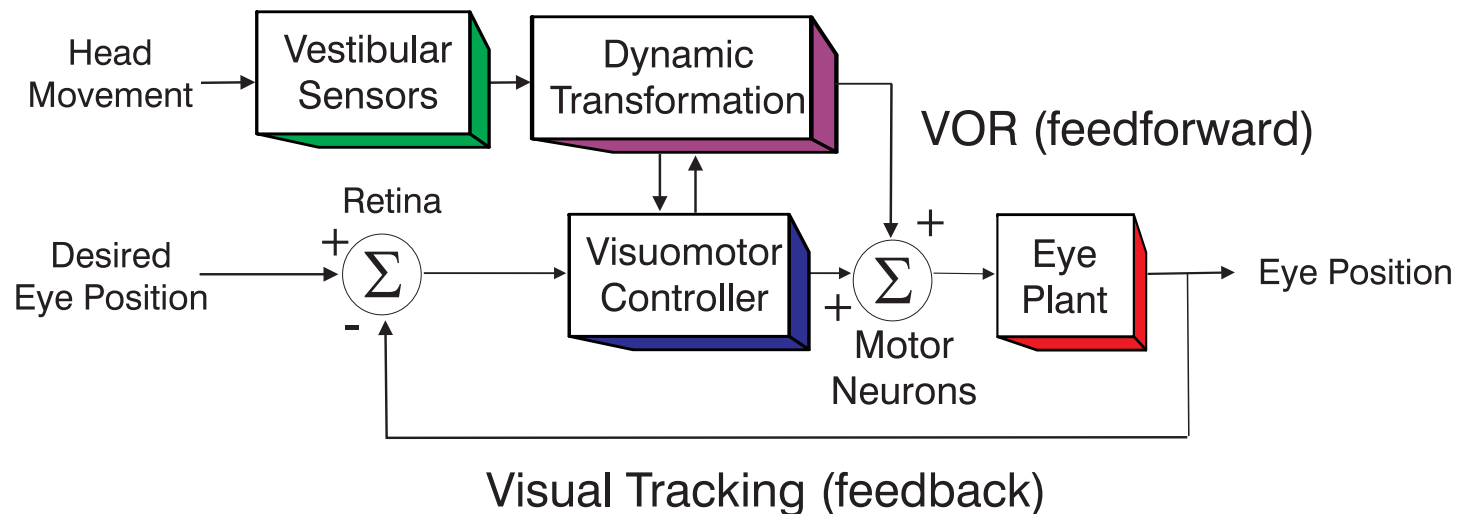 Head
Movement
Vestibular
Sensors
Dynamic
Transformation
VOR (feedforward)
Desired
Eye Position
Retina
+
-
Σ
Visuomotor
Controller
+
+
Σ
Motor
Neurons
Eye
Plant
Eye Position
Visual Tracking (feedback)